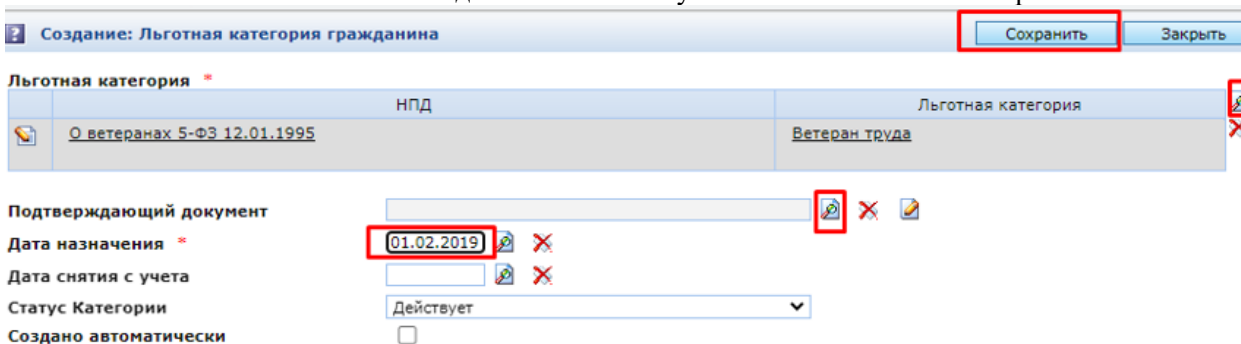 Создание: Льготная категория гражданина Сохранить Закрыть
Льготная категория *
НПД Льготная категория
О ветеранах 5-ФЗ 12.01.1995 Ветеран труда
Подтверждающий документ
Дата назначения * 01.02.2019
Дата снятия с учета
Статус Категории Действует
Создано автоматически